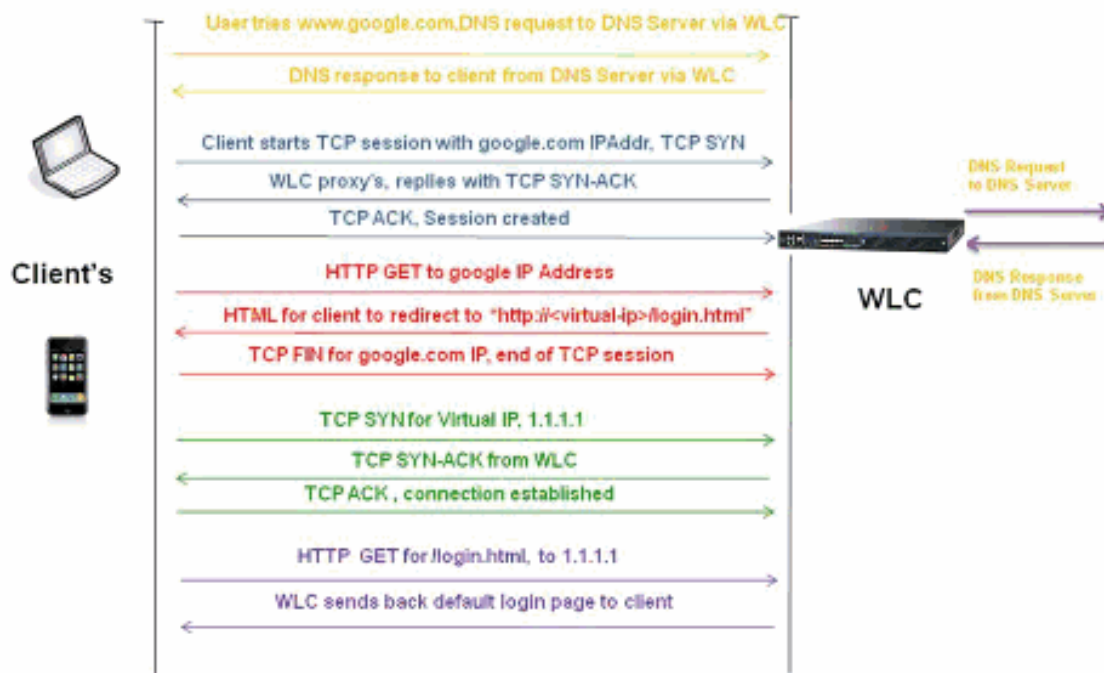 User tries www.google.com,DNS request to DNS Server via WLC
DNS response to client from DNS Server via WLC
Client starts TCP session with google.com IPAddr, TCP SYN
WLC proxy's, replies with TCP SYN-ACK
TCP ACK, Session created
DNS Request
to DNS Server
Client's
HTTP GET to google IP Address
WLC
DNS Response
from DNS Server
HTML for client to redirect to "http://<virtual-ip>/login.html"
TCP FIN for google.com IP, end of TCP session
TCP SYN for Virtual IP, 1.1.1.1
TCP SYN-ACK from WLC
TCP ACK , connection established
HTTP GET for /login.html, to 1.1.1.1
WLC sends back default login page to client